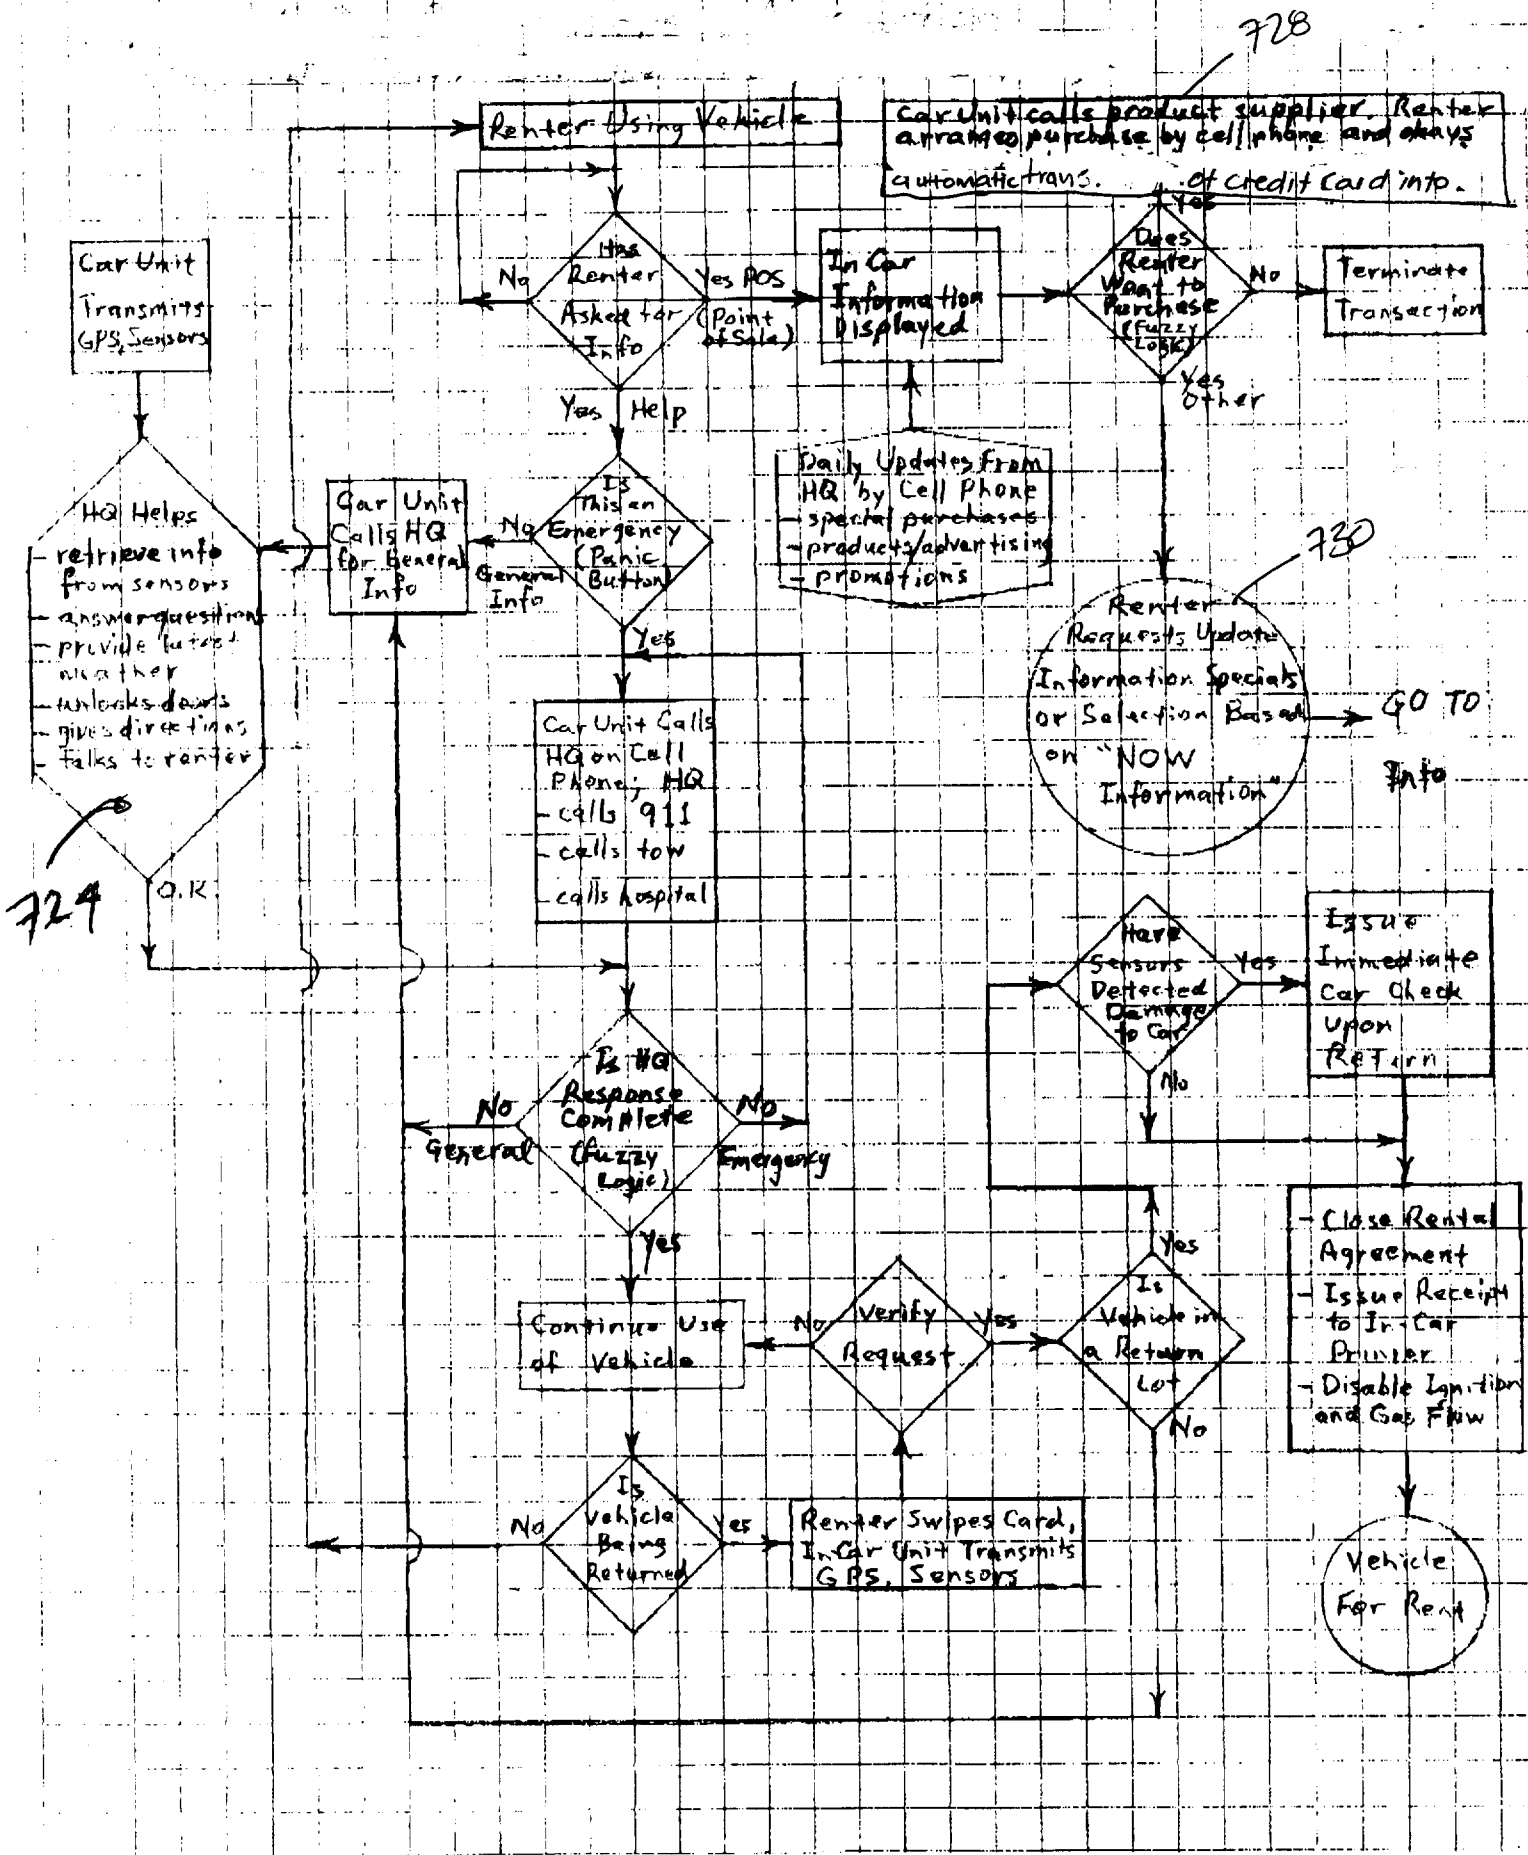 728
Renter Using Vehicle
Car Unit calls product supplier. Renter
arranges purchase by cell phone and okays
automatic trans. of credit card info.
Yes
Car Unit
Transmits
GPS, Sensors
No
Has
Renter
Asked for
Info
Yes POS
(Point
of Sale)
In Car
Information
Displayed
Does
Renter
Want to
Purchase
(Fuzzy
Logic)
No
Terminate
Transaction
Yes
Other
Yes Help
Daily Updates From
HQ by Cell Phone
- special purchases
- products/advertising
- promotions
HQ Helps
- retrieve info
from sensors
- answer questions
- provide latest
weather
- unlocks doors
- gives directions
- talks to renter
Car Unit
Calls HQ
for General
Info
No
General
Info
Is
This an
Emergency
(Panic
Button)
Yes
730
Renter
Requests Update
Information Specials
or Selection Based
on "NOW
Information"
GO TO
Info
Car Unit Calls
HQ on Cell
Phone; HQ
- calls 911
- calls tow
- calls hospital
724
O.K.
Have
Sensors
Detected
Damage
to Car
Yes
No
Issue
Immediate
Car Check
Upon
Return
Is HQ
Response
Complete
(fuzzy
Logic)
No
General
No
Emergency
Yes
Continue Use
of Vehicle
No
Verify
Request
Yes
Yes
Is
Vehicle in
a Return
Lot
No
- Close Rental
Agreement
- Issue Receipt
to In-Car
Printer
- Disable Ignition
and Gas Flow
No
Is
Vehicle
Being
Returned
Yes
Renter Swipes Card,
In Car Unit Transmits
GPS, Sensors
Vehicle
For Rent